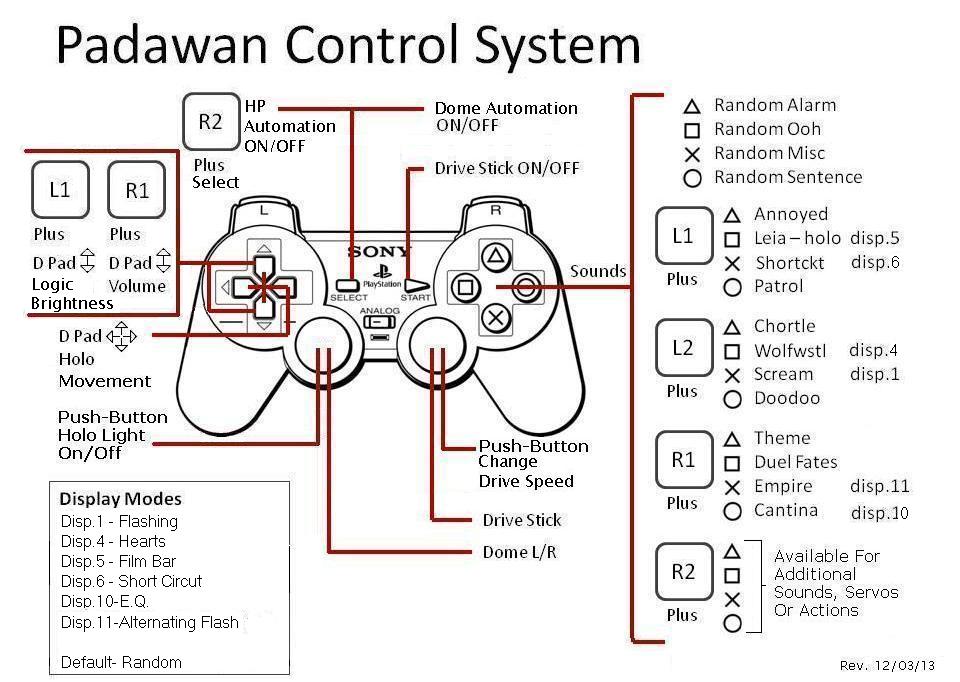 Padawan Control System
R2
HP
Automation
ON/OFF
Plus
Select
Dome Automation
ON/OFF
Drive Stick ON/OFF
L1
R1
Plus
Plus
D Pad
Logic
Brightness
D Pad
Volume
D Pad
Holo
Movement
Push-Button
Holo Light
On/Off
L
R
SONY
PlayStation
SELECT
START
ANALOG
Sounds
Push-Button
Change
Drive Speed
Drive Stick
Dome L/R
Random Alarm
Random Ooh
Random Misc
Random Sentence
L1
Plus
Annoyed
Leia – holo disp.5
Shortckt disp.6
Patrol
L2
Plus
Chortle
Wolfwstl disp.4
Scream disp.1
Doodoo
R1
Plus
Theme
Duel Fates
Empire disp.11
Cantina disp.10
R2
Plus
Available For
Additional
Sounds, Servos
Or Actions
Display Modes
Disp.1 - Flashing
Disp.4 - Hearts
Disp.5 - Film Bar
Disp.6 - Short Circut
Disp.10-E.Q.
Disp.11-Alternating Flash
Default- Random
Rev. 12/03/13